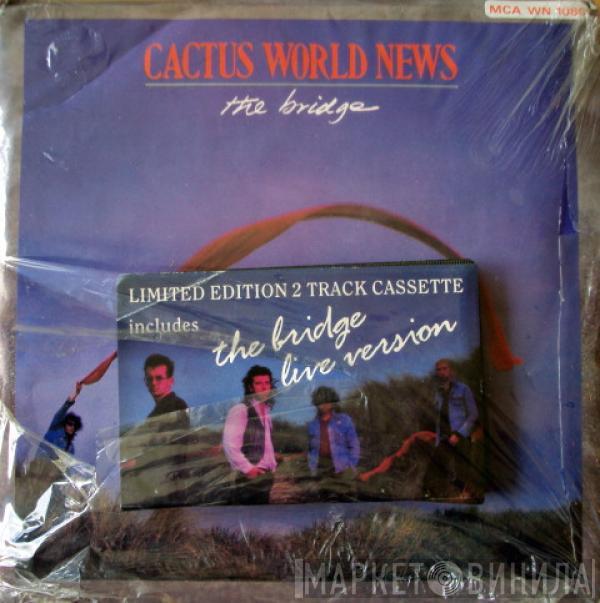 MCA WN 1080
CACTUS WORLD NEWS
the bridge
LIMITED EDITION 2 TRACK CASSETTE
includes
the bridge
live version
МАРКЕТ ВИНИЛА